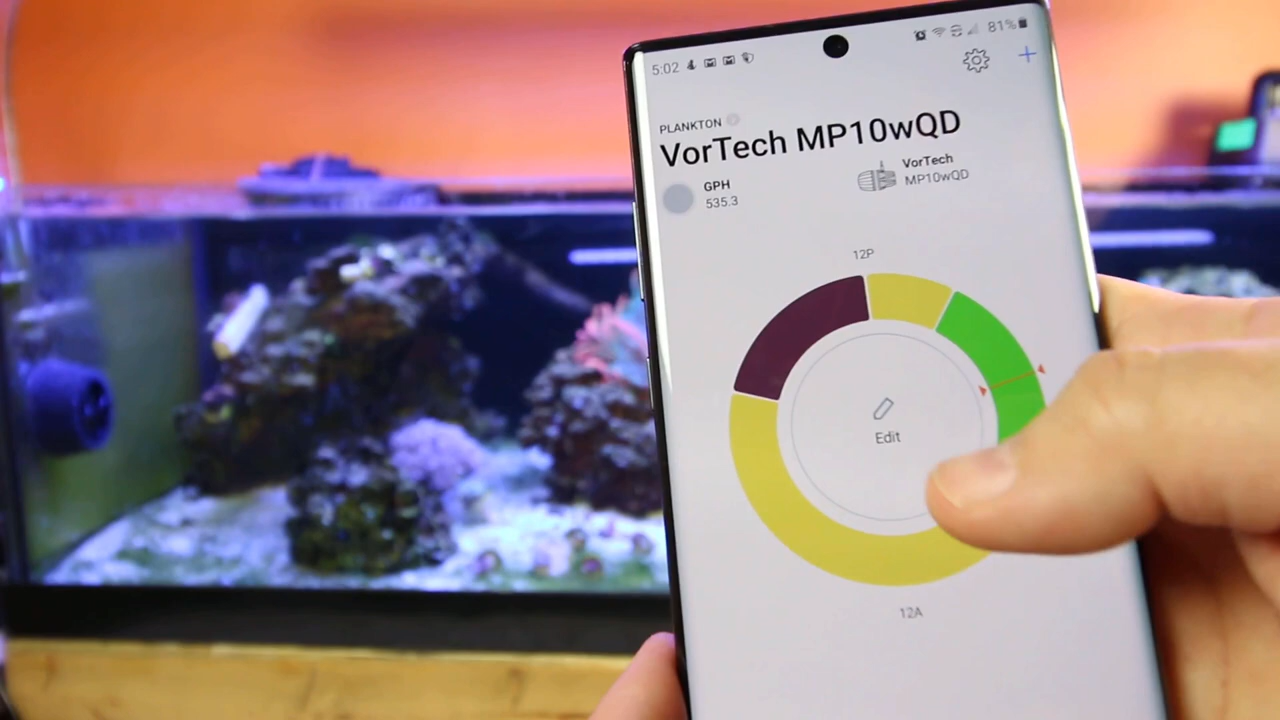 5:02
81%
PLANKTON
VorTech MP10wQD
GPH
535.3
VorTech
MP10wQD
12P
Edit
12A